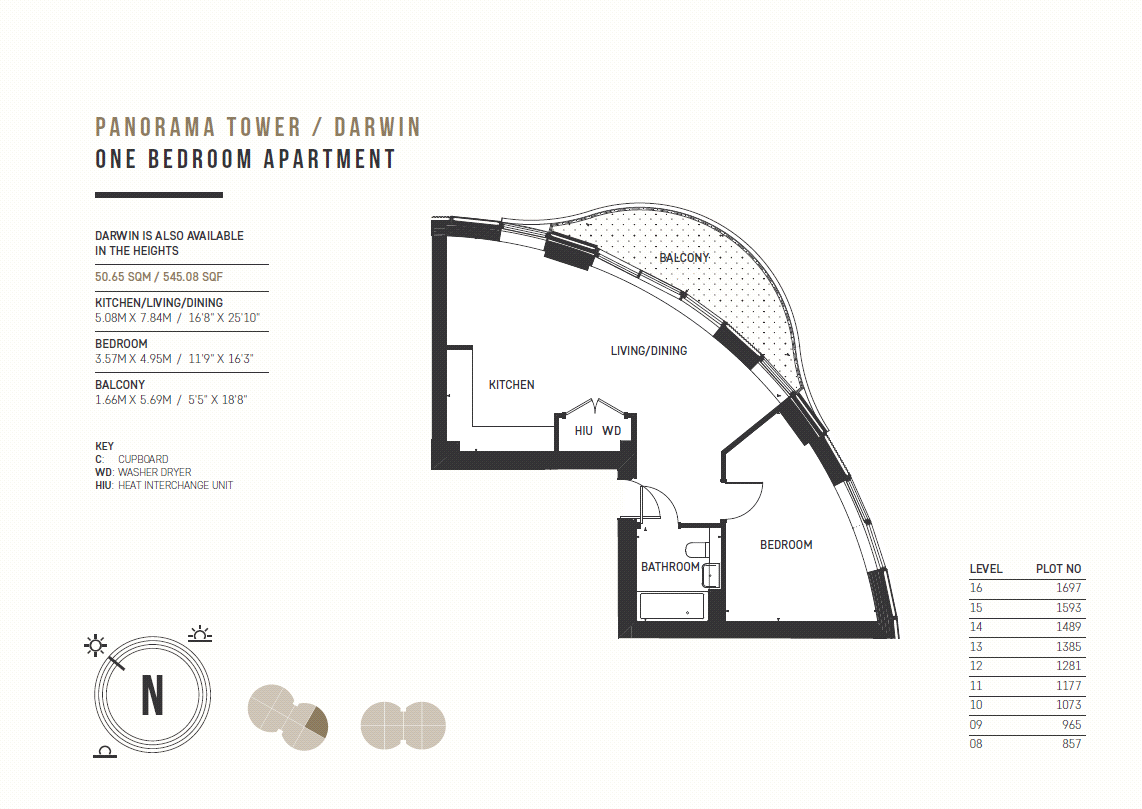 PANORAMA TOWER / DARWIN
ONE BEDROOM APARTMENT
DARWIN IS ALSO AVAILABLE
IN THE HEIGHTS
50.65 SQM / 545.08 SQF
KITCHEN/LIVING/DINING
5.08M X 7.84M / 16'8" X 25'10"
BEDROOM
3.57M X 4.95M / 11'9" X 16'3"
BALCONY
1.66M X 5.69M / 5'5" X 18'8"
KEY
C: CUPBOARD
WD: WASHER DRYER
HIU: HEAT INTERCHANGE UNIT
BALCONY
LIVING/DINING
KITCHEN
HIU WD
BEDROOM
BATHROOM
N
LEVEL PLOT NO
16 1697
15 1593
14 1489
13 1385
12 1281
11 1177
10 1073
09 965
08 857